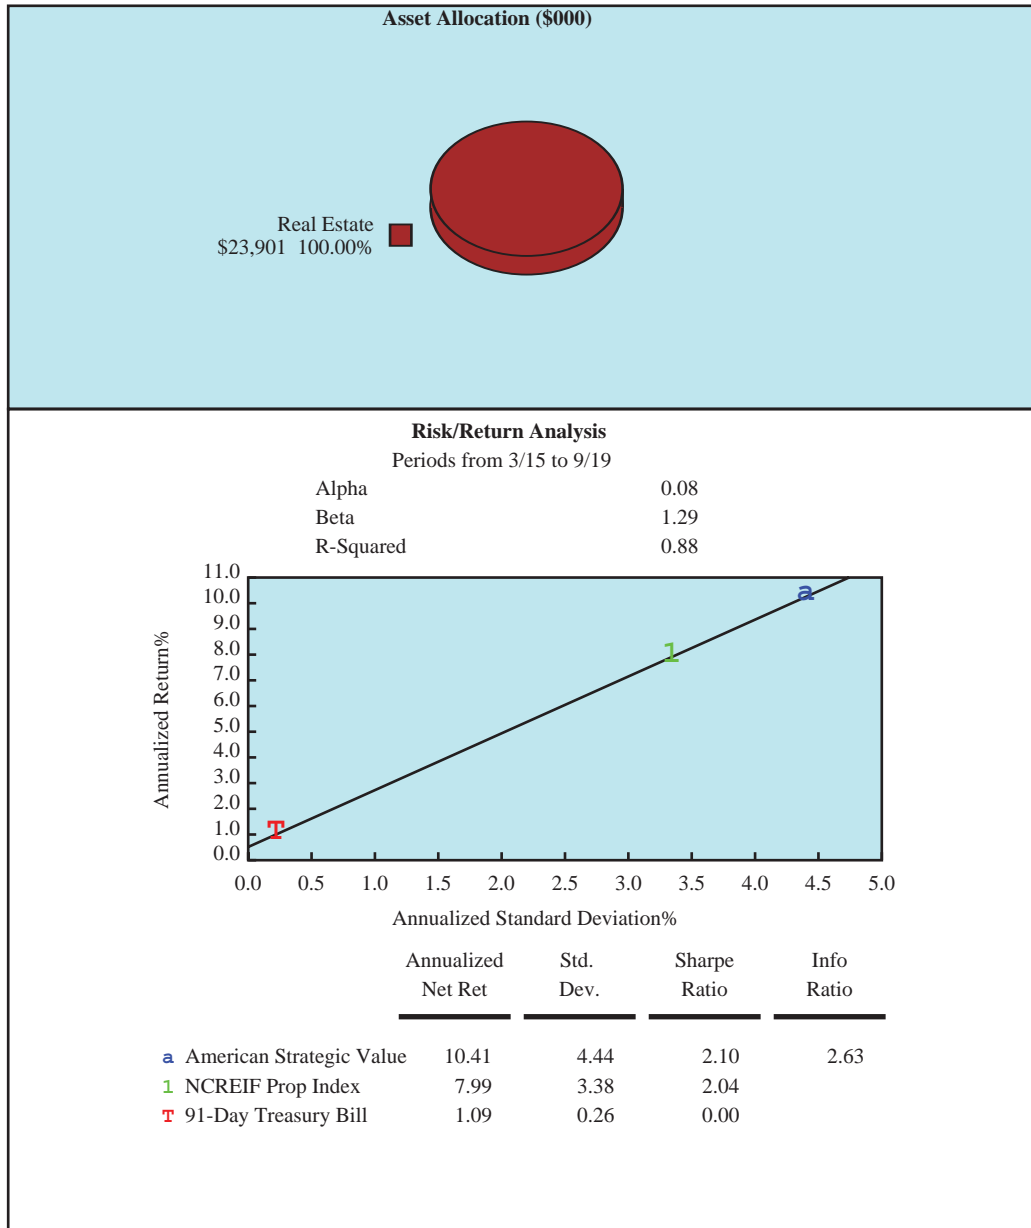 Asset Allocation ($000)
Real Estate
$23,901 100.00%
Risk/Return Analysis
Periods from 3/15 to 9/19
Alpha 0.08
Beta 1.29
R-Squared 0.88
11.0
10.0
9.0
8.0
7.0
6.0
5.0
4.0
3.0
2.0
1.0
0.0
Annualized Return%
a
1
T
0.0 0.5 1.0 1.5 2.0 2.5 3.0 3.5 4.0 4.5 5.0
Annualized Standard Deviation%
Annualized Std. Sharpe Info
Net Ret Dev. Ratio Ratio
a American Strategic Value 10.41 4.44 2.10 2.63
1 NCREIF Prop Index 7.99 3.38 2.04
T 91-Day Treasury Bill 1.09 0.26 0.00